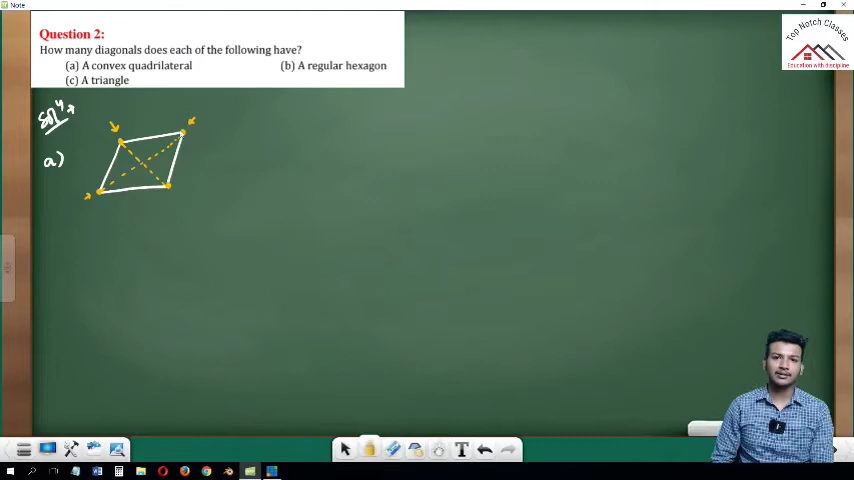 Note
Question 2:
How many diagonals does each of the following have?
(a) A convex quadrilateral (b) A regular hexagon
(c) A triangle
Top Notch Classes
Education with discipline
Solⁿ
a)
T